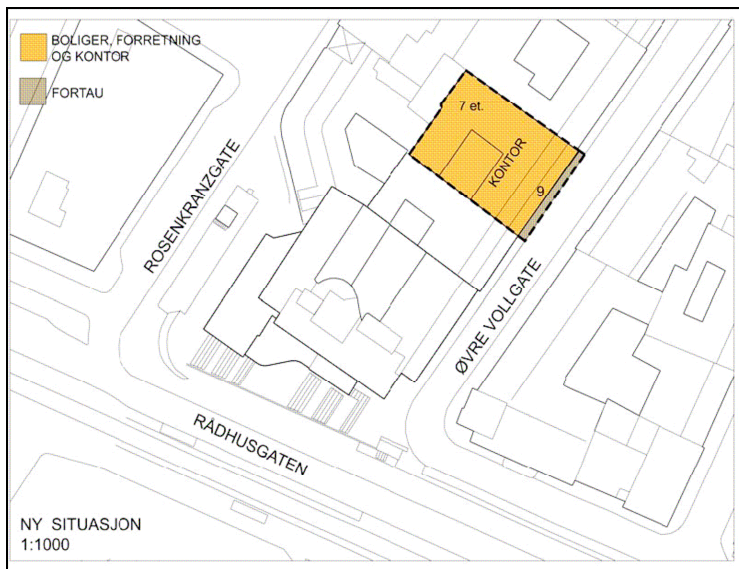 BOLIGER, FORRETNING
OG KONTOR
FORTAU
7 et.
KONTOR
9
ROSENKRANZGATE
ØVRE VOLLGATE
RÅDHUSGATEN
NY SITUASJON
1:1000